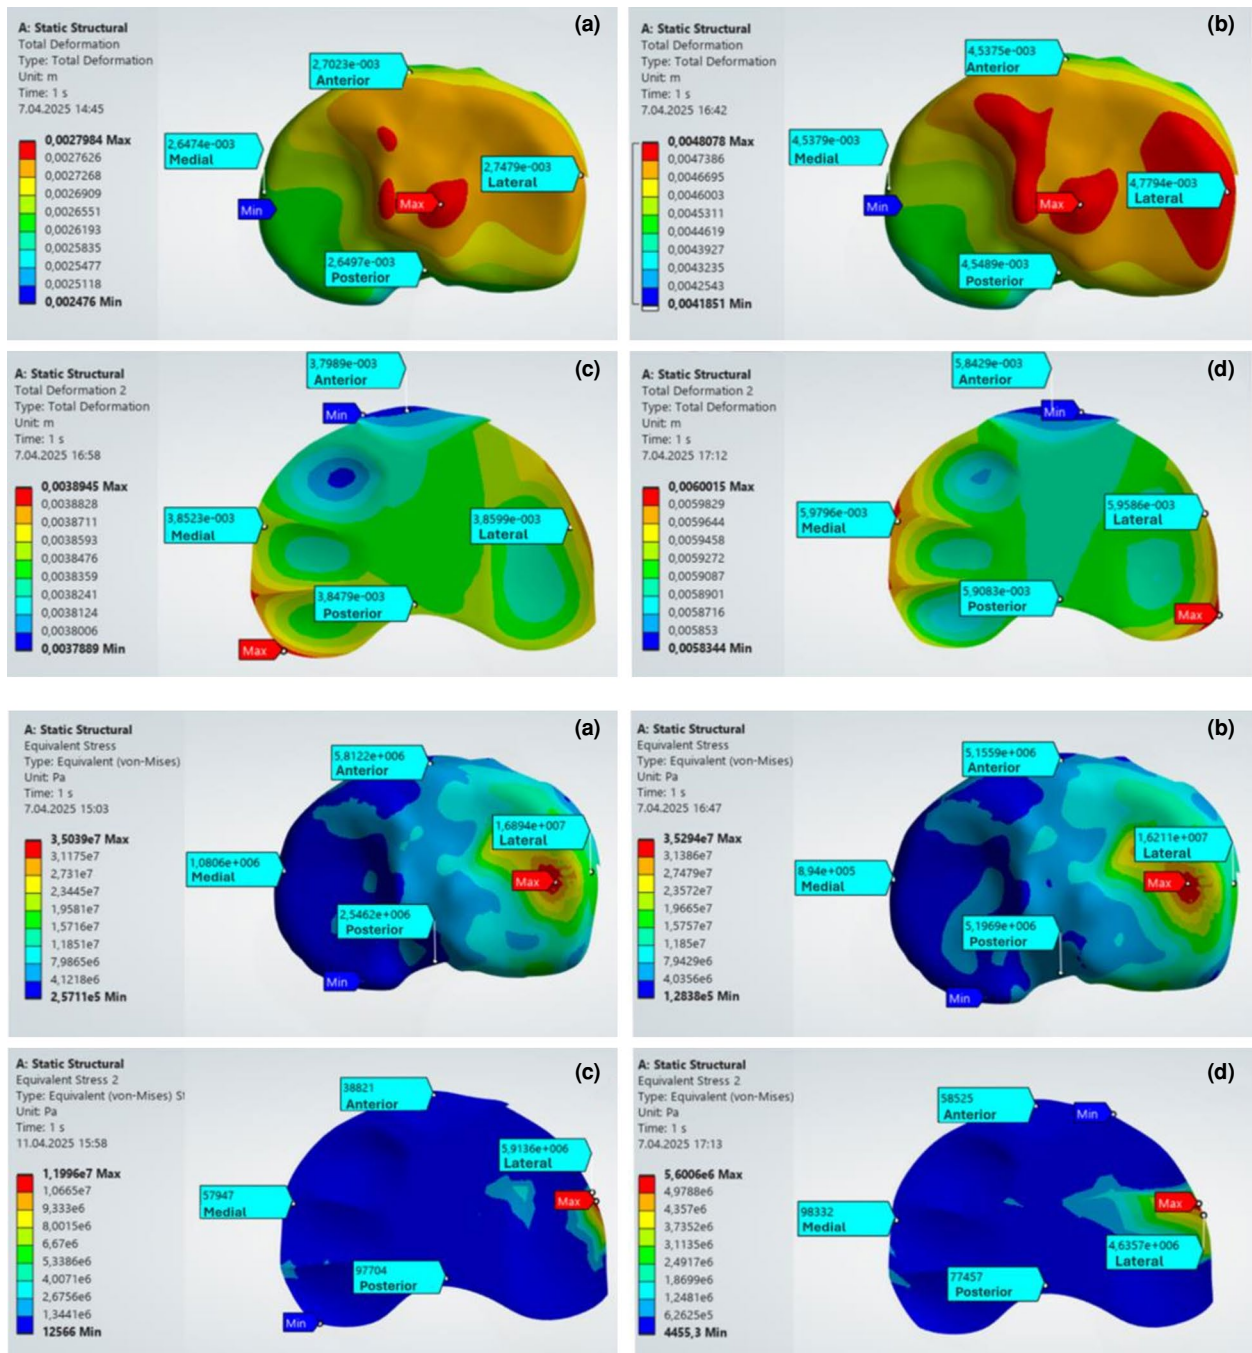 (a)
A: Static Structural
Total Deformation
Type: Total Deformation
Unit: m
Time: 1 s
7.04.2025 14:45
0,0027984 Max
0,0027626
0,0027268
0,0026909
0,0026551
0,0026193
0,0025835
0,0025477
0,0025118
0,002476 Min
2,7023e-003
Anterior
2,6474e-003
Medial
2,7479e-003
Lateral
Min
Max
2,6497e-003
Posterior
(b)
A: Static Structural
Total Deformation
Type: Total Deformation
Unit: m
Time: 1 s
7.04.2025 16:42
0,0048078 Max
0,0047386
0,0046695
0,0046003
0,0045311
0,0044619
0,0043927
0,0043235
0,0042543
0,0041851 Min
4,5375e-003
Anterior
4,5379e-003
Medial
4,7794e-003
Lateral
Min
Max
4,5489e-003
Posterior
(c)
A: Static Structural
Total Deformation 2
Type: Total Deformation
Unit: m
Time: 1 s
7.04.2025 16:58
0,0038945 Max
0,0038828
0,0038711
0,0038593
0,0038476
0,0038359
0,0038241
0,0038124
0,0038006
0,0037889 Min
3,7989e-003
Anterior
Min
3,8523e-003
Medial
3,8599e-003
Lateral
3,8479e-003
Posterior
Max
(d)
A: Static Structural
Total Deformation 2
Type: Total Deformation
Unit: m
Time: 1 s
7.04.2025 17:12
0,0060015 Max
0,0059829
0,0059644
0,0059458
0,0059272
0,0059087
0,0058901
0,0058716
0,005853
0,0058344 Min
5,8429e-003
Anterior
Min
5,9796e-003
Medial
5,9586e-003
Lateral
5,9083e-003
Posterior
Max
(a)
A: Static Structural
Equivalent Stress
Type: Equivalent (von-Mises)
Unit: Pa
Time: 1 s
7.04.2025 15:03
3,5039e7 Max
3,1175e7
2,731e7
2,3445e7
1,9581e7
1,5716e7
1,1851e7
7,9865e6
4,1218e6
2,5711e5 Min
5,8122e+006
Anterior
1,6894e+007
Lateral
1,0806e+006
Medial
Max
2,5462e+006
Posterior
Min
(b)
A: Static Structural
Equivalent Stress
Type: Equivalent (von-Mises)
Unit: Pa
Time: 1 s
7.04.2025 16:47
3,5294e7 Max
3,1386e7
2,7479e7
2,3572e7
1,9665e7
1,5757e7
1,185e7
7,9429e6
4,0356e6
1,2838e5 Min
5,1559e+006
Anterior
1,6211e+007
Lateral
8,94e+005
Medial
Max
5,1969e+006
Posterior
Min
(c)
A: Static Structural
Equivalent Stress 2
Type: Equivalent (von-Mises) St
Unit: Pa
Time: 1 s
11.04.2025 15:58
1,1996e7 Max
1,0665e7
9,333e6
8,0015e6
6,67e6
5,3386e6
4,0071e6
2,6756e6
1,3441e6
12566 Min
38821
Anterior
5,9136e+006
Lateral
57947
Medial
Max
97704
Posterior
Min
(d)
A: Static Structural
Equivalent Stress 2
Type: Equivalent (von-Mises)
Unit: Pa
Time: 1 s
7.04.2025 17:13
5,6006e6 Max
4,9788e6
4,357e6
3,7352e6
3,1135e6
2,4917e6
1,8699e6
1,2481e6
6,2625e5
4455,3 Min
58525
Anterior
Min
98332
Medial
Max
4,6357e+006
Lateral
77457
Posterior